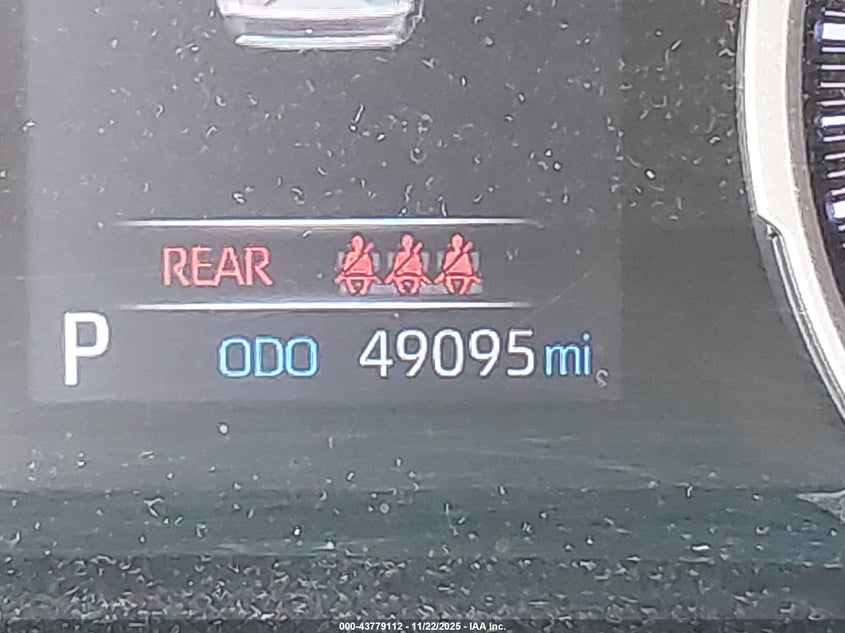 REAR
P ODO 49095 mi
000-43779112 - 11/22/2025 - IAA Inc.